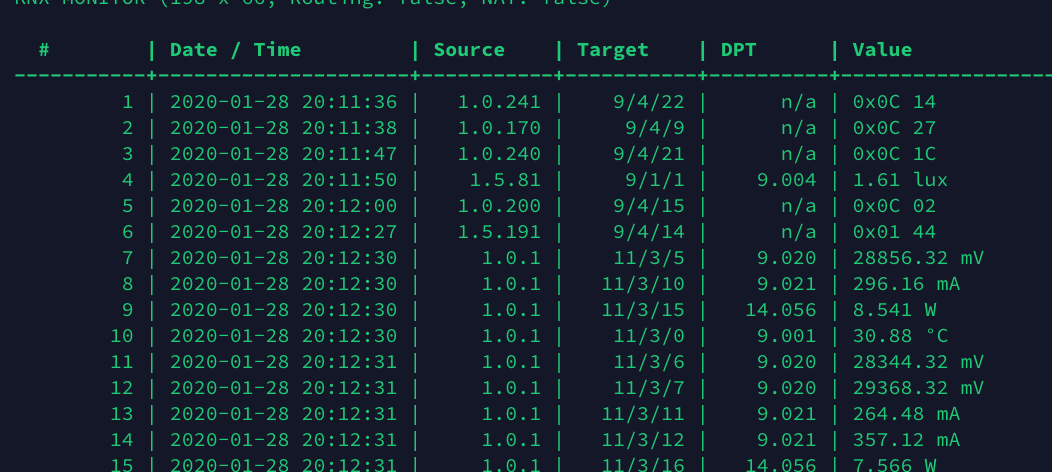 KNX MONITOR (198 x 60, Routing: false, NAT: false)
# | Date / Time | Source | Target | DPT | Value
-----------+---------------------+-----------+-----------+----------+------------------
1 | 2020-01-28 20:11:36 | 1.0.241 | 9/4/22 | n/a | 0x0C 14
2 | 2020-01-28 20:11:38 | 1.0.170 | 9/4/9 | n/a | 0x0C 27
3 | 2020-01-28 20:11:47 | 1.0.240 | 9/4/21 | n/a | 0x0C 1C
4 | 2020-01-28 20:11:50 | 1.5.81 | 9/1/1 | 9.004 | 1.61 lux
5 | 2020-01-28 20:12:00 | 1.0.200 | 9/4/15 | n/a | 0x0C 02
6 | 2020-01-28 20:12:27 | 1.5.191 | 9/4/14 | n/a | 0x01 44
7 | 2020-01-28 20:12:30 | 1.0.1 | 11/3/5 | 9.020 | 28856.32 mV
8 | 2020-01-28 20:12:30 | 1.0.1 | 11/3/10 | 9.021 | 296.16 mA
9 | 2020-01-28 20:12:30 | 1.0.1 | 11/3/15 | 14.056 | 8.541 W
10 | 2020-01-28 20:12:30 | 1.0.1 | 11/3/0 | 9.001 | 30.88 °C
11 | 2020-01-28 20:12:31 | 1.0.1 | 11/3/6 | 9.020 | 28344.32 mV
12 | 2020-01-28 20:12:31 | 1.0.1 | 11/3/7 | 9.020 | 29368.32 mV
13 | 2020-01-28 20:12:31 | 1.0.1 | 11/3/11 | 9.021 | 264.48 mA
14 | 2020-01-28 20:12:31 | 1.0.1 | 11/3/12 | 9.021 | 357.12 mA
15 | 2020-01-28 20:12:31 | 1.0.1 | 11/3/16 | 14.056 | 7.566 W